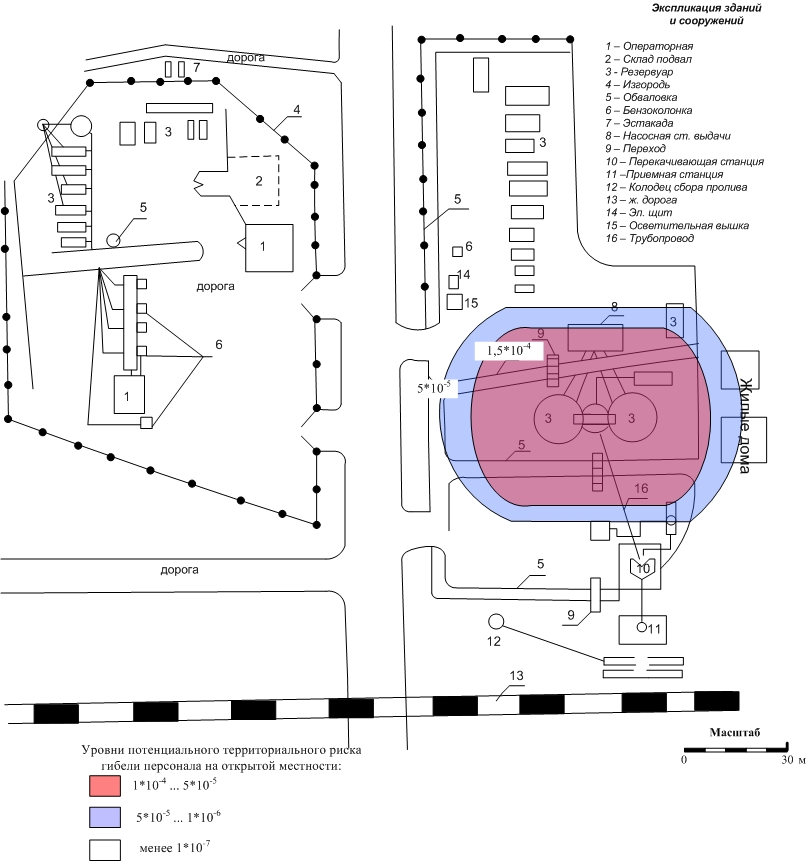 Экспликация зданий
и сооружений
1 – Операторная
2 – Склад подвал
3 - Резервуар
4 – Изгородь
5 – Обваловка
6 – Бензоколонка
7 – Эстакада
8 – Насосная ст. выдачи
9 – Переход
10 – Перекачивающая станция
11 –Приемная станция
12 – Колодец сбора пролива
13 – ж. дорога
14 – Эл. щит
15 – Осветительная вышка
16 – Трубопровод
дорога
7
4
3
2
3
5
1
дорога
6
1
3
5
6
14
15
8
3
9
1,5*10-4
5*10-5
3
3
Жилые дома
5
16
дорога
5
10
9
12
11
13
Масштаб
0
30 м
Уровни потенциального территориального риска
гибели персонала на открытой местности:
1*10-4 ... 5*10-5
5*10-5 ... 1*10-6
менее 1*10-7